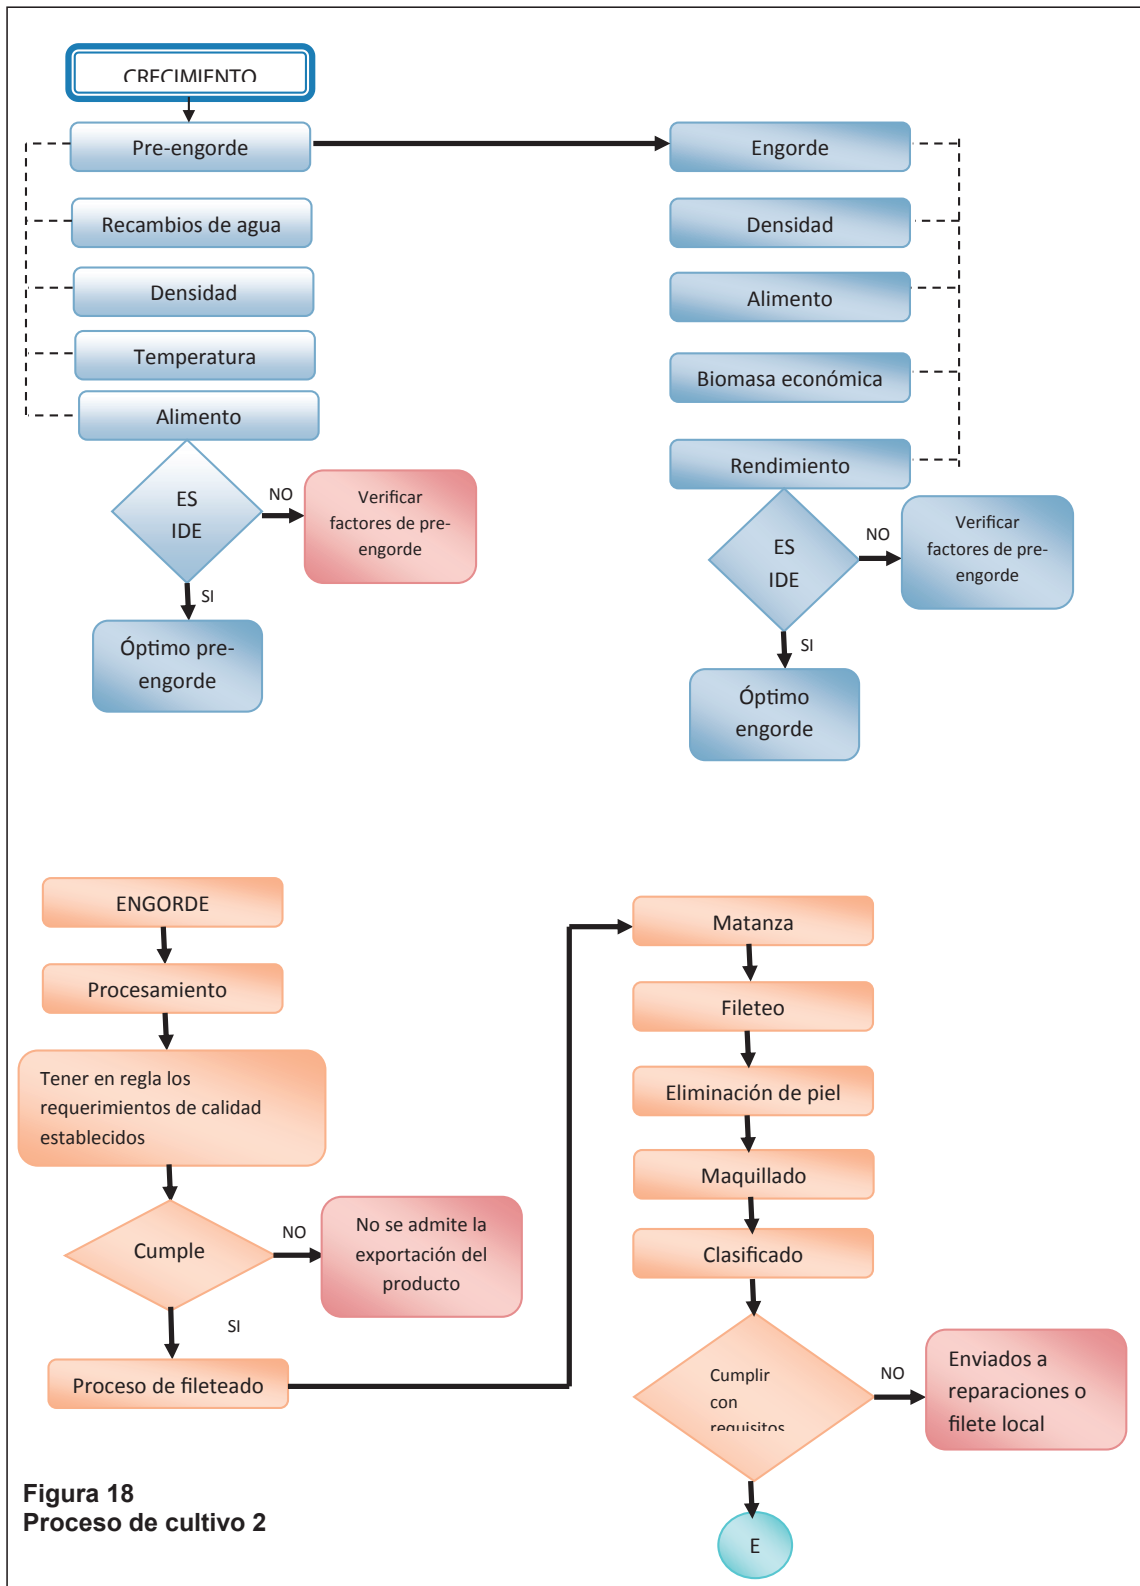 CRECIMIENTO
Pre-engorde
Recambios de agua
Densidad
Temperatura
Alimento
ES
IDE
NO
Verificar
factores de pre-
engorde
SI
Óptimo pre-
engorde
Engorde
Densidad
Alimento
Biomasa económica
Rendimiento
ES
IDE
NO
Verificar
factores de pre-
engorde
SI
Óptimo
engorde
ENGORDE
Procesamiento
Tener en regla los
requerimientos de calidad
establecidos
Cumple
NO
No se admite la
exportación del
producto
SI
Proceso de fileteado
Matanza
Fileteo
Eliminación de piel
Maquillado
Clasificado
Cumplir
con
requisitos
NO
Enviados a
reparaciones o
filete local
E
Figura 18
Proceso de cultivo 2